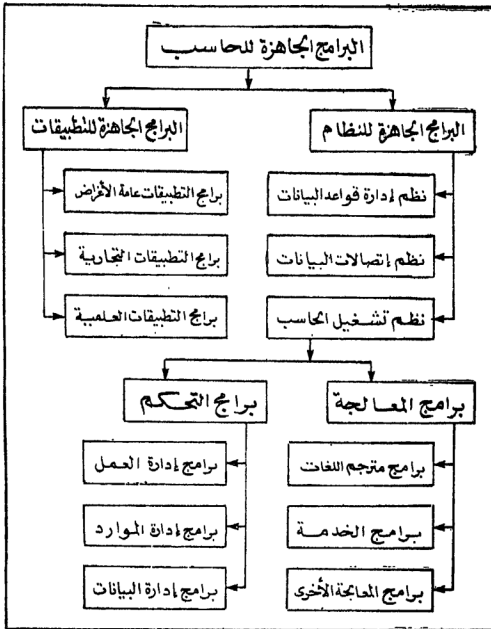 البرامج الجاهزة للحاسب
البرامج الجاهزة للنظام
البرامج الجاهزة للتطبيقات
نظم إدارة قواعد البيانات
برامج التطبيقات عامة الأغراض
نظم إتصالات البيانات
برامج التطبيقات التجارية
نظم تشغيل الحاسب
برامج التطبيقات العلمية
برامج المعالجة
برامج التحكم
برامج مترجم اللغات
برامج إدارة العمل
برامج الخدمة
برامج إدارة الموارد
برامج المعالجة الأخرى
برامج إدارة البيانات